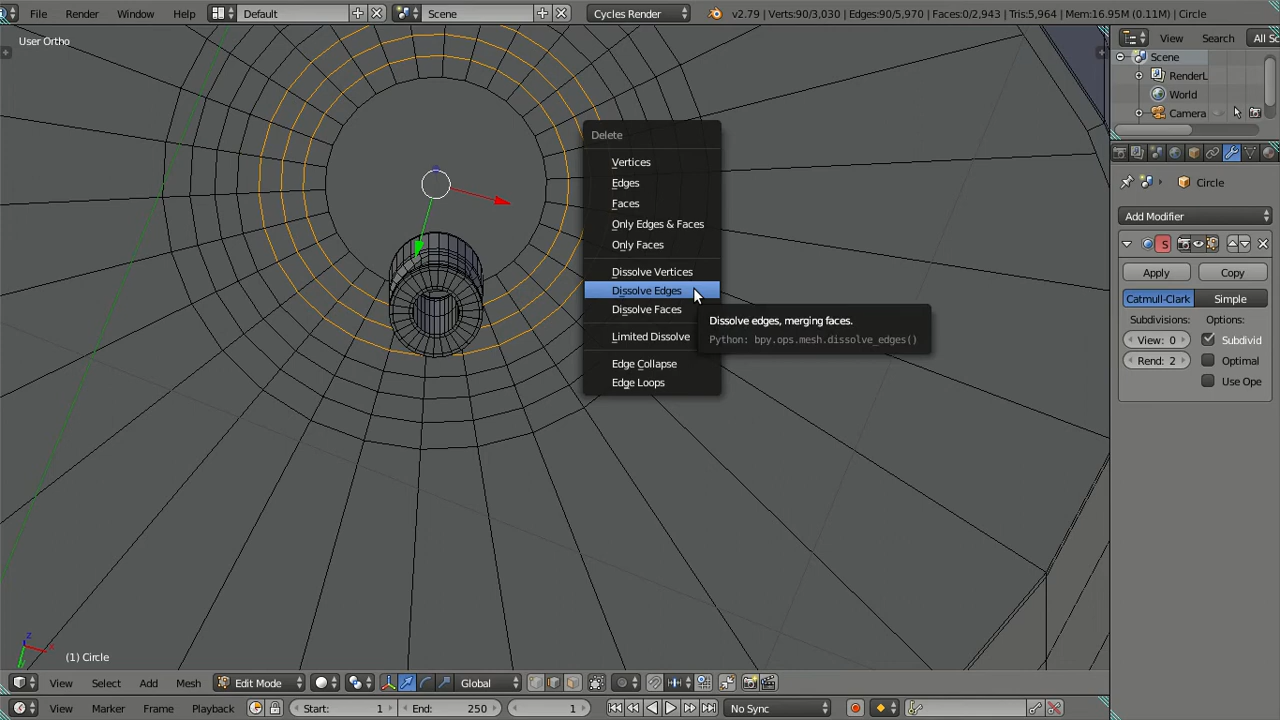 File Render Window Help Default Scene Cycles Render v2.79 | Verts:90/3,030 | Edges:90/5,970 | Faces:0/2,943 | Tris:5,964 | Mem:16.95M (0.11M) | Circle
User Ortho
View Search All Sc
Scene
RenderL
World
Camera
Circle
Add Modifier
S
Apply Copy
Catmull-Clark Simple
Subdivisions: Options:
View: 0 Subdivid
Rend: 2 Optimal
Use Ope
Delete
Vertices
Edges
Faces
Only Edges & Faces
Only Faces
Dissolve Vertices
Dissolve Edges
Dissolve Faces
Limited Dissolve
Edge Collapse
Edge Loops
Dissolve edges, merging faces.
Python: bpy.ops.mesh.dissolve_edges()
z
(1) Circle
View Select Add Mesh Edit Mode Global
View Marker Frame Playback Start: 1 End: 250 1 No Sync